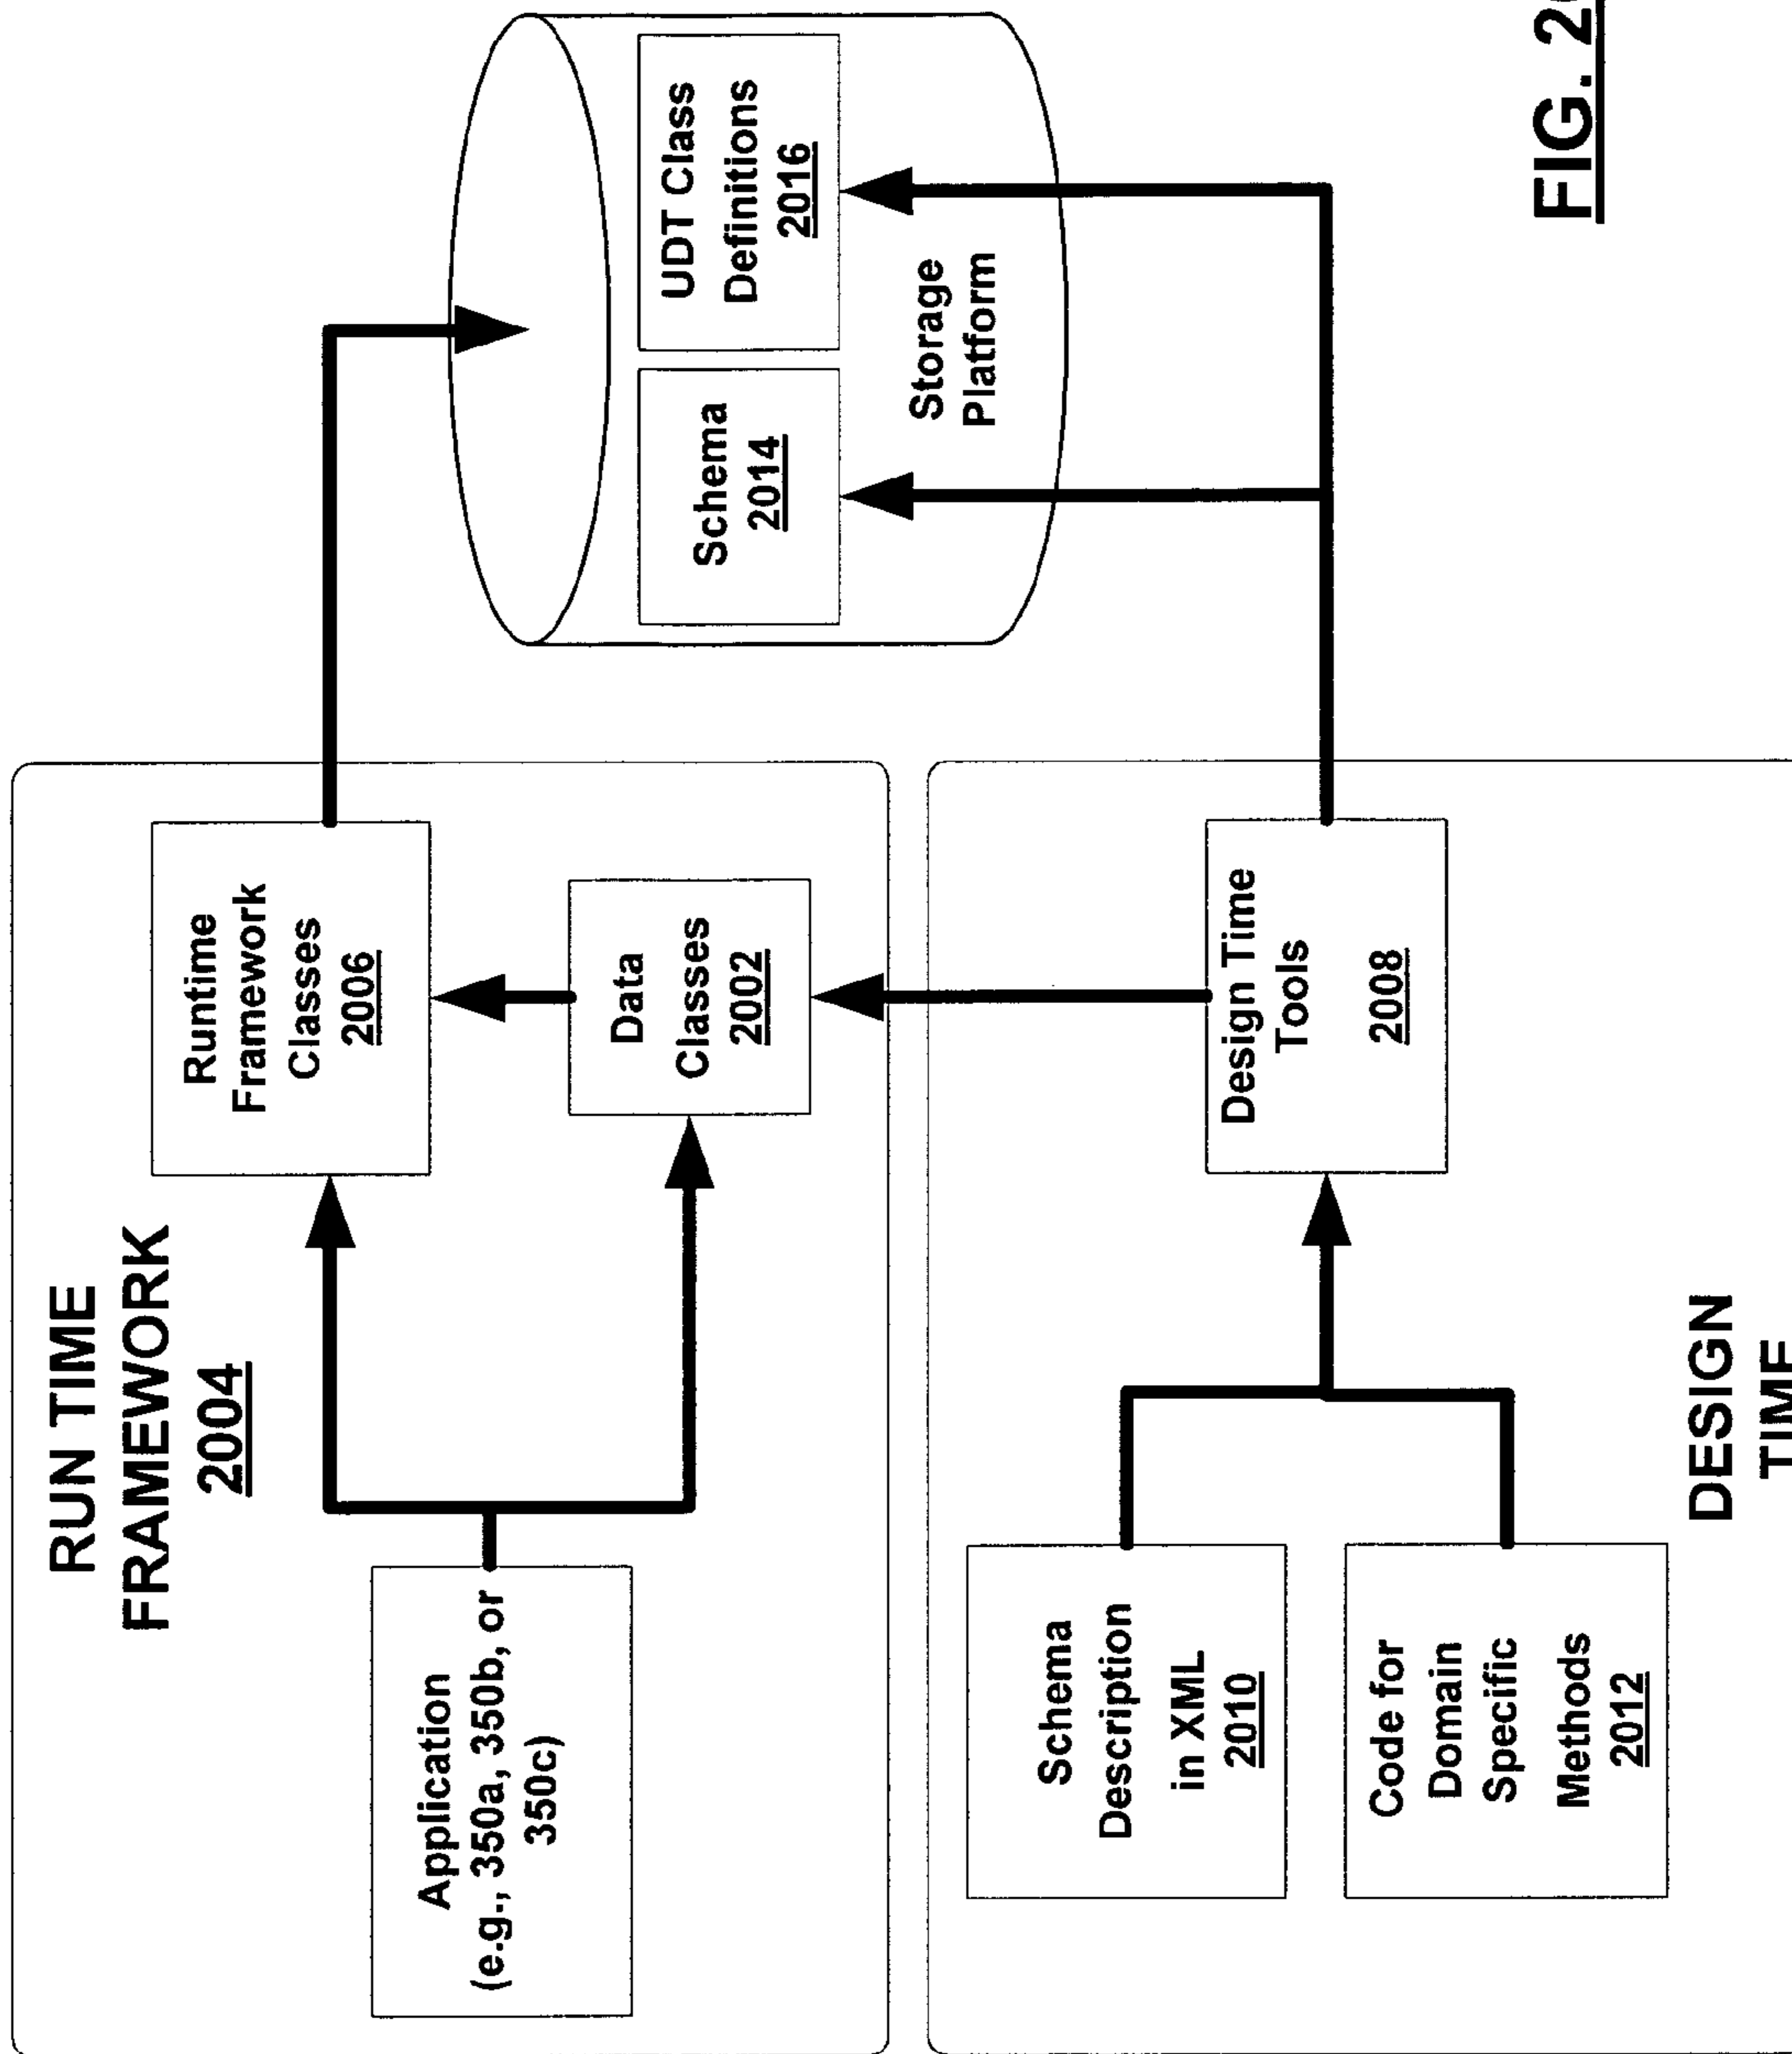 RUN TIME
FRAMEWORK
2004
Application
(e.g., 350a, 350b, or
350c)
Runtime
Framework
Classes
2006
Data
Classes
2002
Schema
2014
UDT Class
Definitions
2016
Storage
Platform
Schema
Description
in XML
2010
Code for
Domain
Specific
Methods
2012
Design Time
Tools
2008
DESIGN
TIME
FIG.